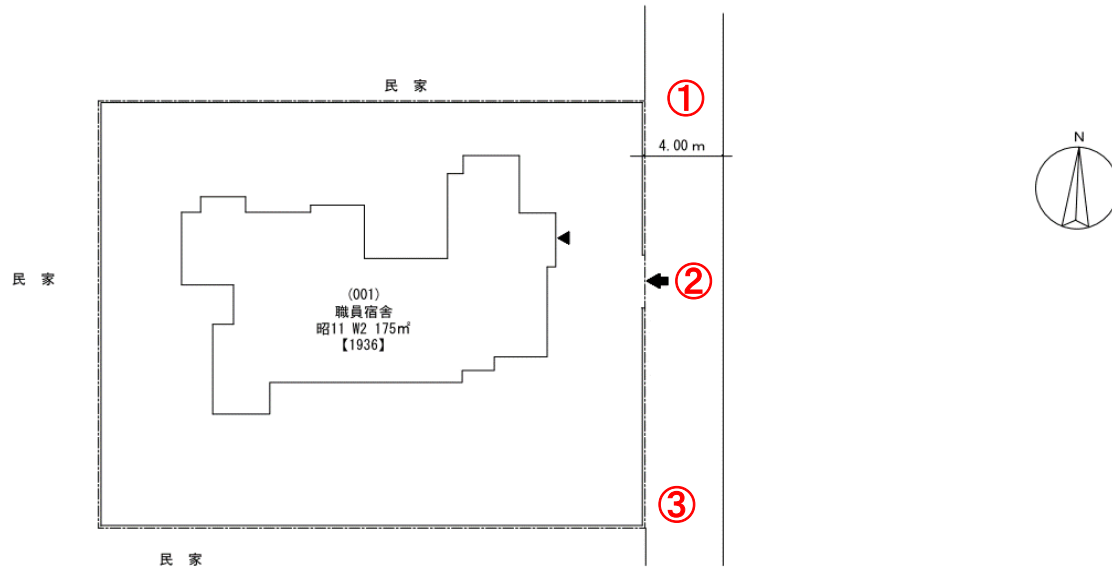 民 家
①
4.00 m
N
民 家
②
(001)
職員宿舎
昭11 W2 175㎡
【1936】
③
民 家